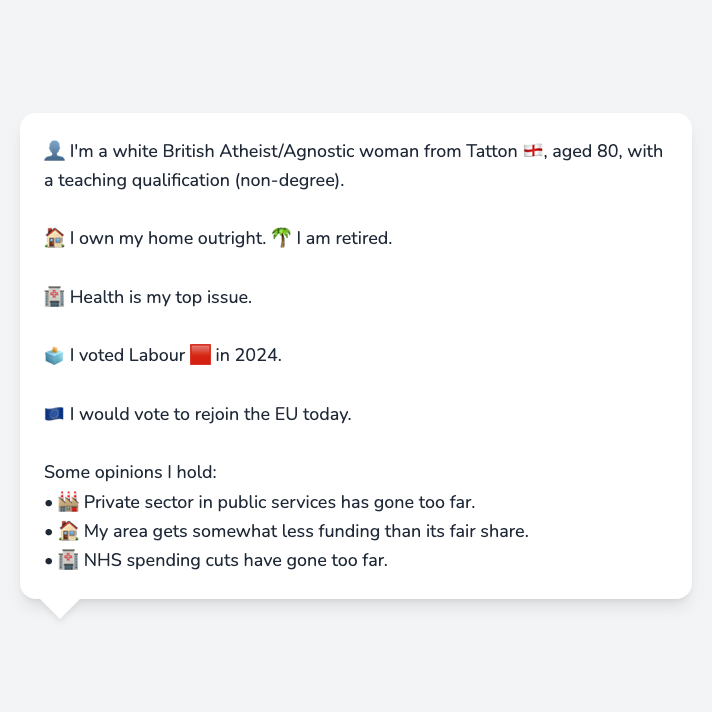 👤 I'm a white British Atheist/Agnostic woman from Tatton 🏴󠁧󠁢󠁥󠁮󠁧󠁿, aged 80, with
a teaching qualification (non-degree).
🏠 I own my home outright. 🌴 I am retired.
🏥 Health is my top issue.
🗳️ I voted Labour 🟥 in 2024.
🇪🇺 I would vote to rejoin the EU today.
Some opinions I hold:
• 🏭 Private sector in public services has gone too far.
• 🏠 My area gets somewhat less funding than its fair share.
• 🏥 NHS spending cuts have gone too far.